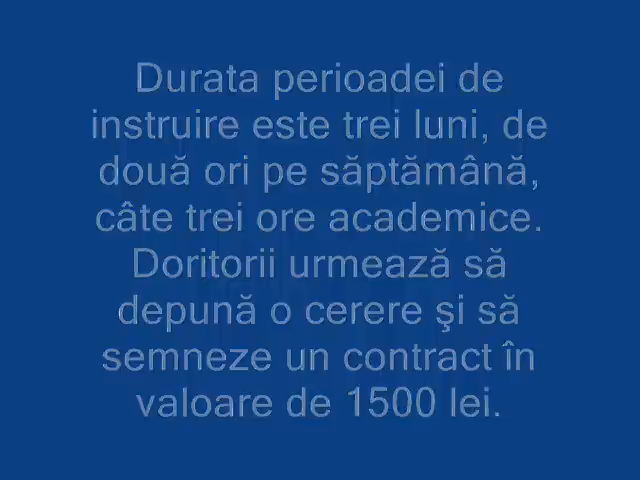 Durata perioadei de
instruire este trei luni, de
două ori pe săptămână,
câte trei ore academice.
Doritorii urmează să
depună o cerere şi să
semneze un contract în
valoare de 1500 lei.